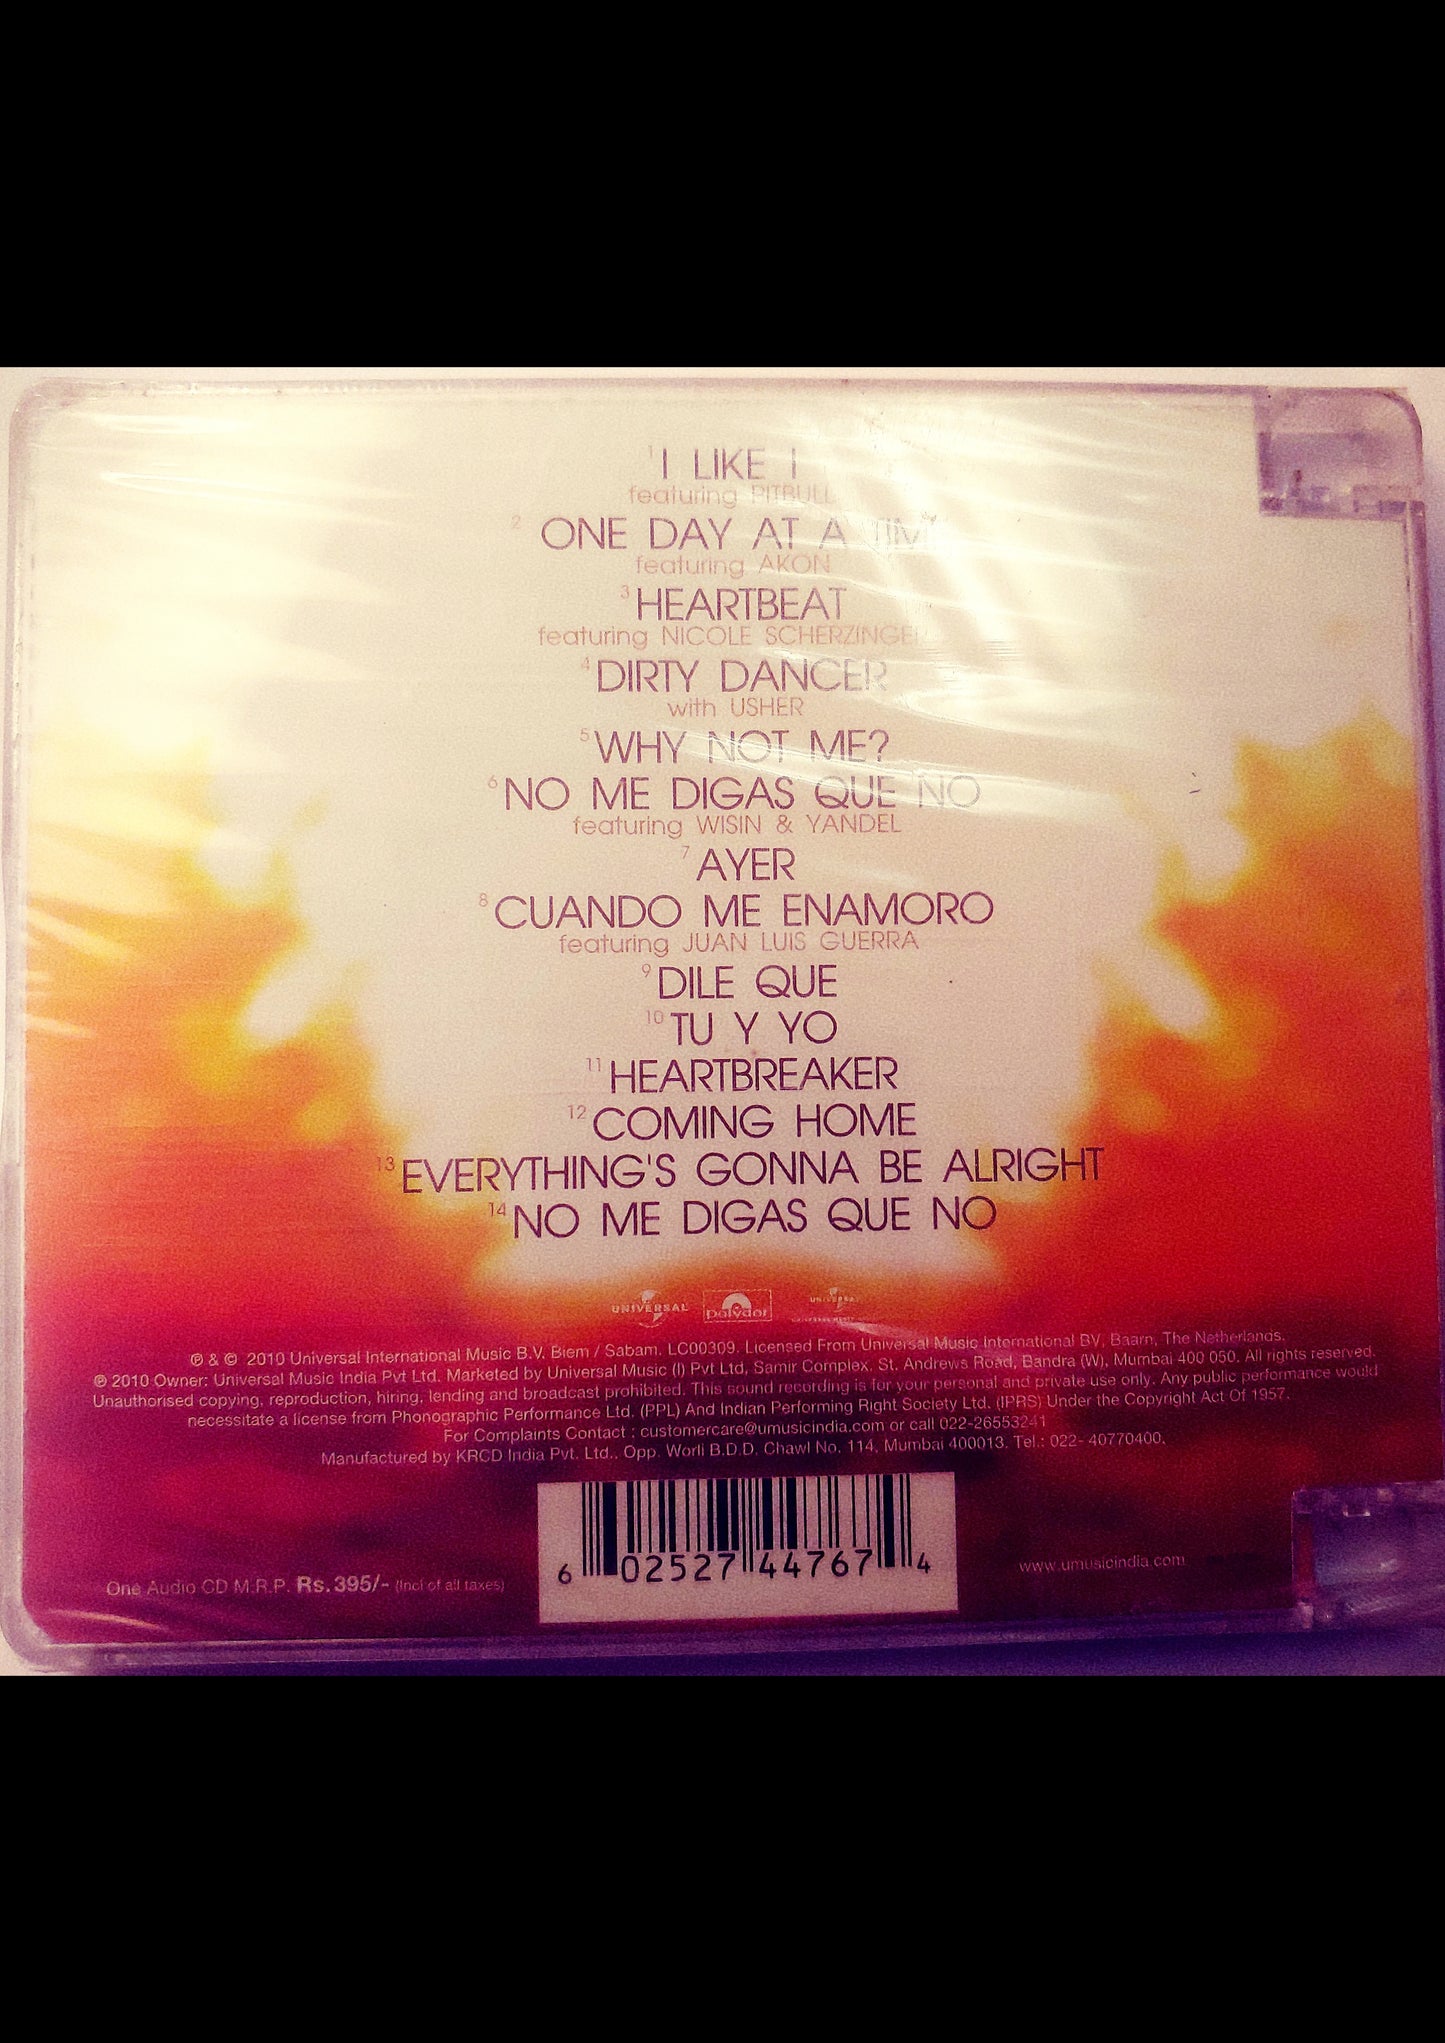 1 I LIKE I
featuring PITBULL
2 ONE DAY AT A TIM
featuring AKON
3 HEARTBEAT
featuring NICOLE SCHERZINGER
4 DIRTY DANCER
with USHER
5 WHY NOT ME?
6 NO ME DIGAS QUE NO
featuring WISIN & YANDEL
7 AYER
8 CUANDO ME ENAMORO
featuring JUAN LUIS GUERRA
9 DILE QUE
10 TU Y YO
11 HEARTBREAKER
12 COMING HOME
13 EVERYTHING'S GONNA BE ALRIGHT
14 NO ME DIGAS QUE NO
UNIVERSAL polydor UNIVERSAL
℗ & © 2010 Universal International Music B.V. Biem / Sabam. LC00309. Licensed From Universal Music International BV, Baarn, The Netherlands.
℗ 2010 Owner: Universal Music India Pvt Ltd. Marketed by Universal Music (I) Pvt Ltd, Samir Complex, St. Andrews Road, Bandra (W), Mumbai 400 050. All rights reserved.
Unauthorised copying, reproduction, hiring, lending and broadcast prohibited. This sound recording is for your personal and private use only. Any public performance would
necessitate a license from Phonographic Performance Ltd. (PPL) And Indian Performing Right Society Ltd. (IPRS) Under the Copyright Act Of 1957.
For Complaints Contact : customercare@umusicindia.com or call 022-26553241
Manufactured by KRCD India Pvt. Ltd., Opp. Worli B.D.D. Chawl No. 114, Mumbai 400013. Tel.: 022- 40770400.
One Audio CD M.R.P. Rs. 395/- (Incl of all taxes)
6 02527 44767 4
www.umusicindia.com